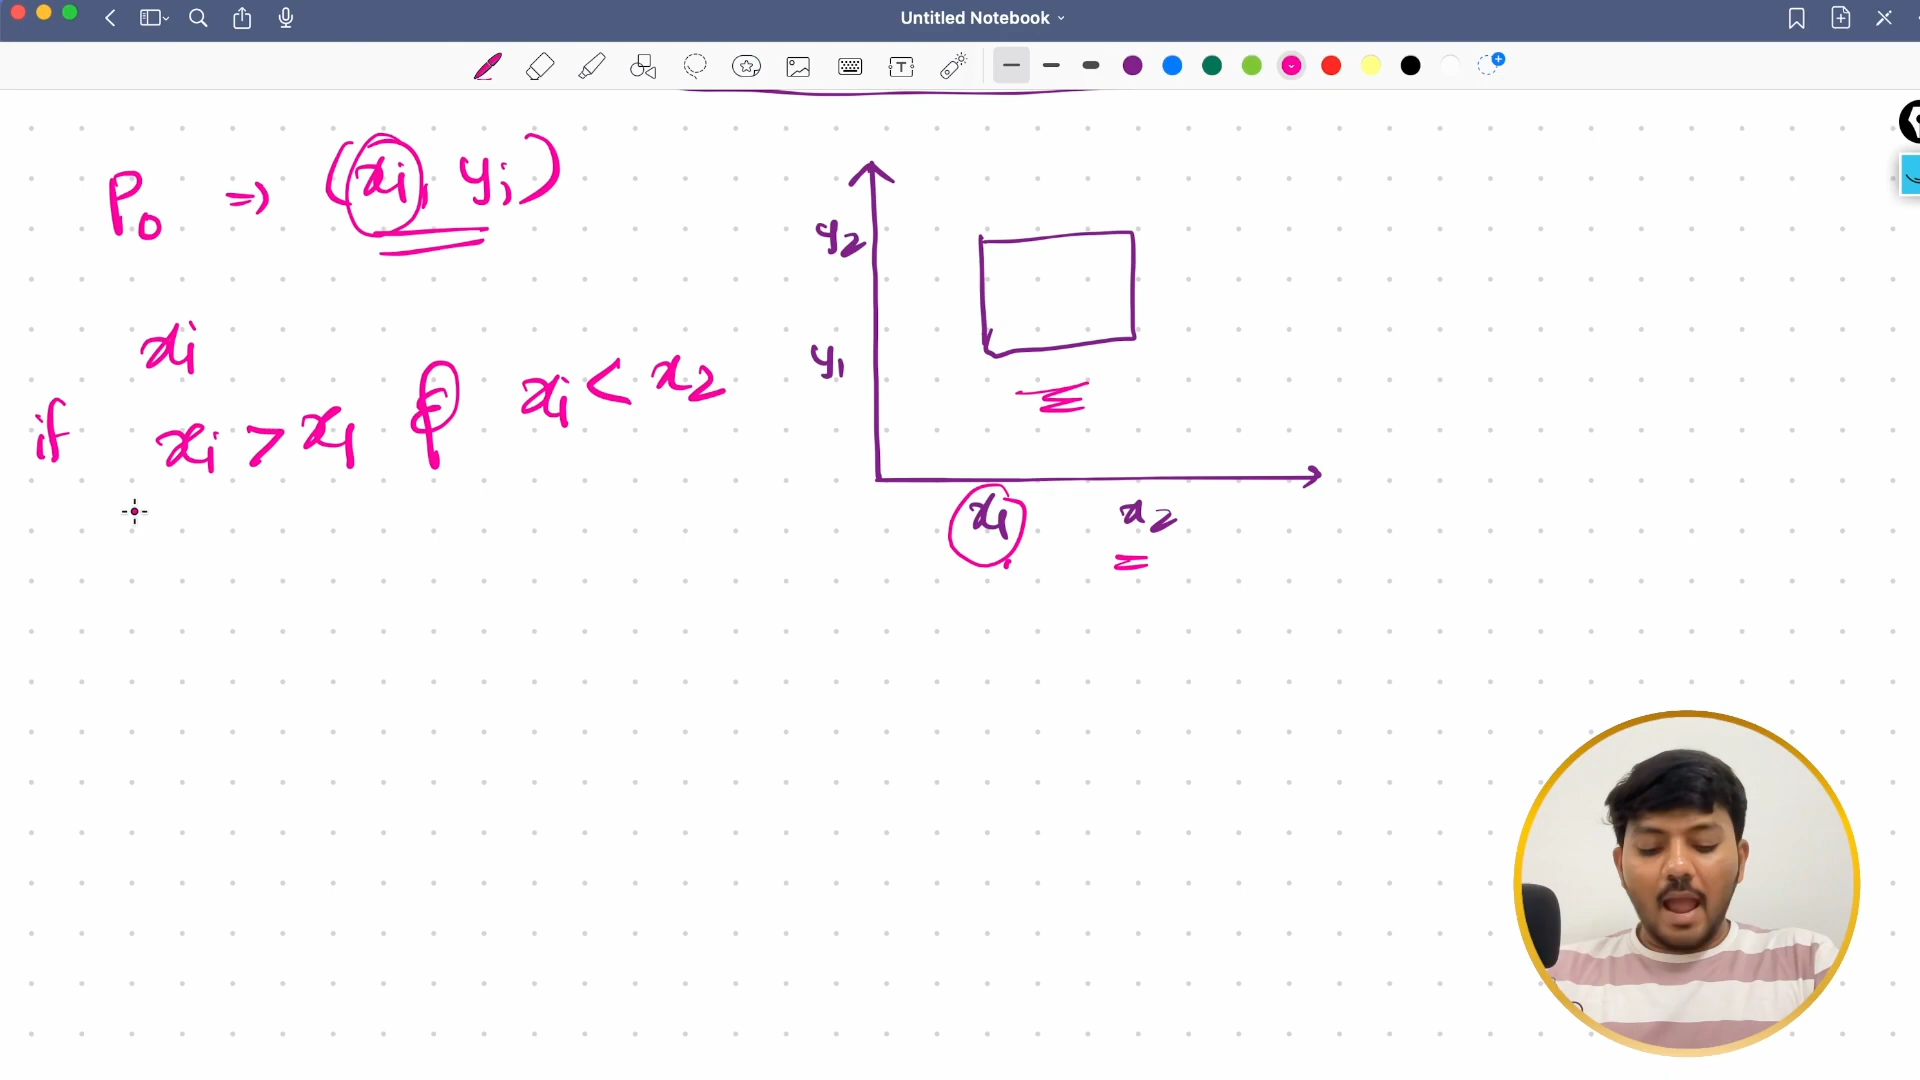 Untitled Notebook
P0 => (xi, yi)
xi
if xi > x1 & xi < x2
y2
y1
x1 x2